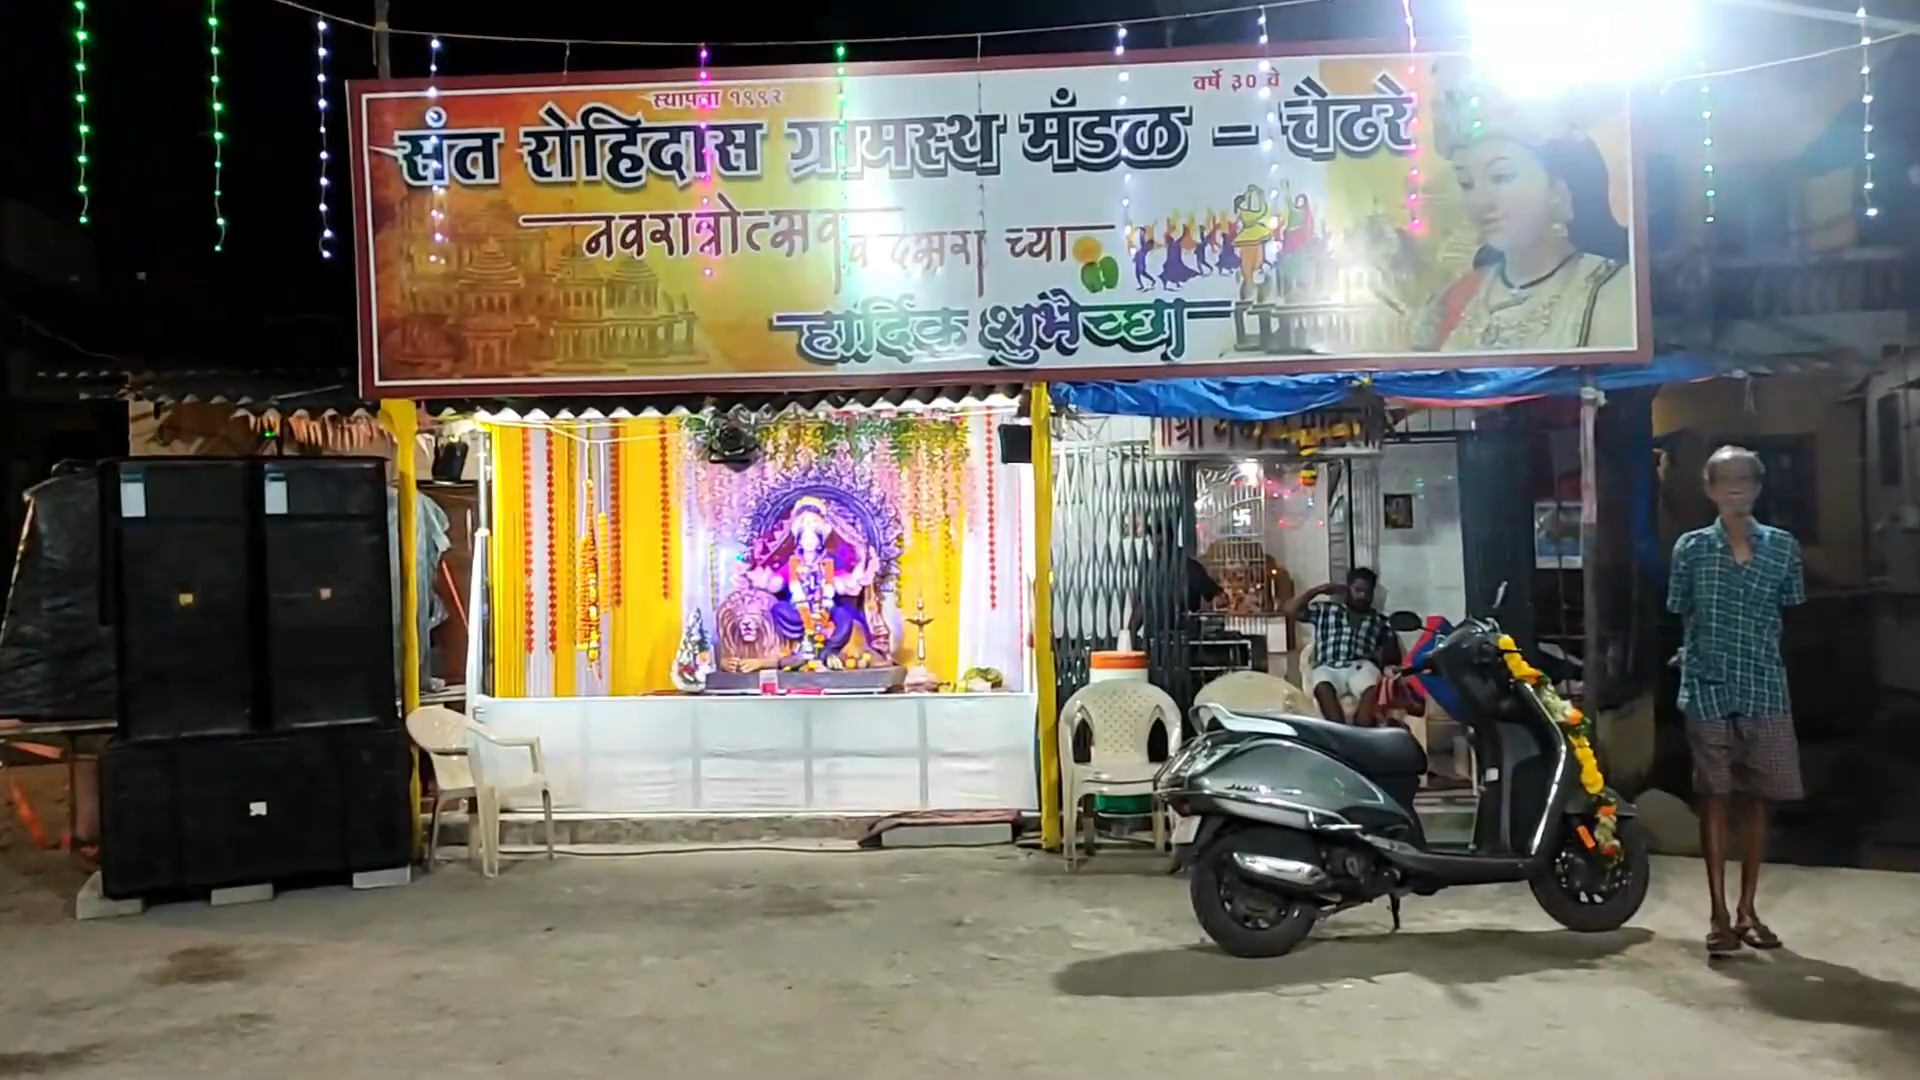 स्थापना १९९२
वर्षे ३० वे
संत रोहिदास ग्रामस्थ मंडळ - चेंढरे
नवरात्रोत्सव व दसरा च्या
हार्दिक शुभेच्छा